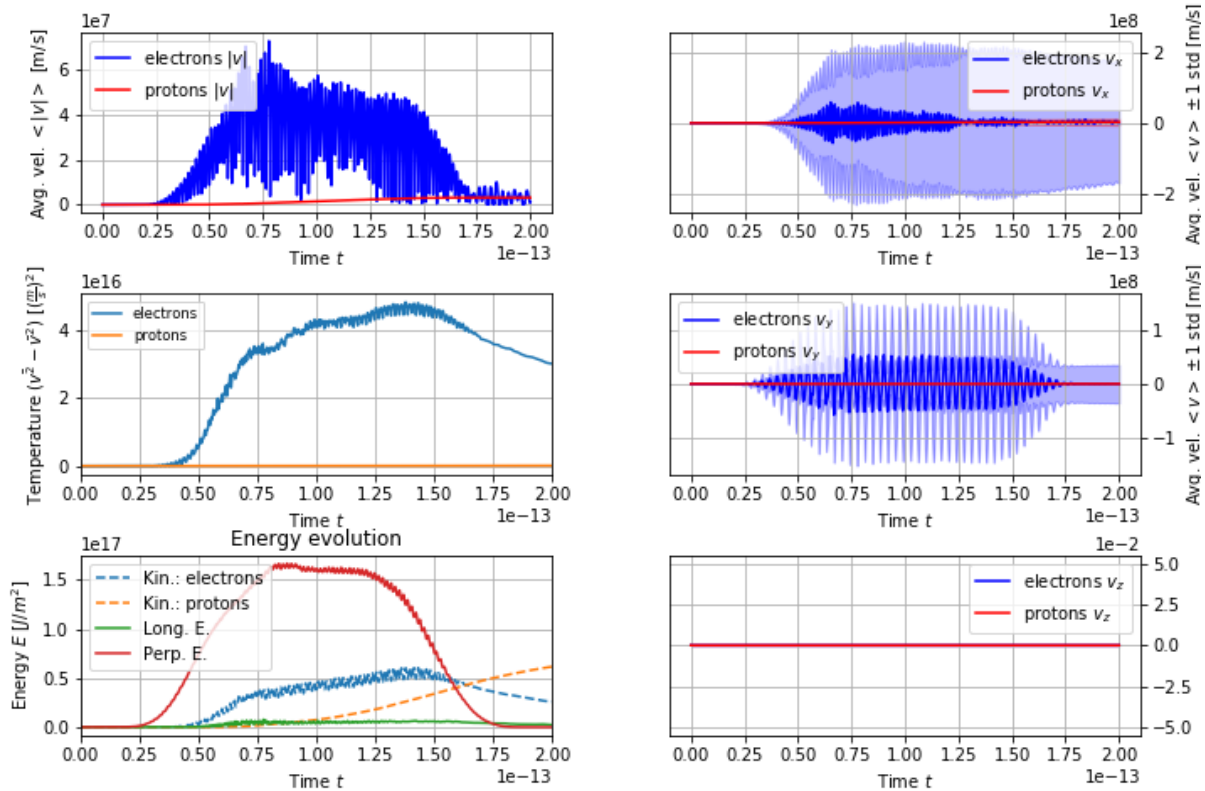 1e7
Avg. vel. < |v| > [m/s]
6
4
2
0
electrons |v|
protons |v|
0.00 0.25 0.50 0.75 1.00 1.25 1.50 1.75 2.00
Time t
1e−13
1e8
electrons v_x
protons v_x
2
0
−2
Avg. vel. < v > ±1 std [m/s]
0.00 0.25 0.50 0.75 1.00 1.25 1.50 1.75 2.00
Time t
1e−13
1e16
Temperature (v̄² − v̄²) [(m/s)²]
4
2
0
electrons
protons
0.00 0.25 0.50 0.75 1.00 1.25 1.50 1.75 2.00
Time t
1e−13
1e8
electrons v_y
protons v_y
1
0
−1
Avg. vel. < v > ±1 std [m/s]
0.00 0.25 0.50 0.75 1.00 1.25 1.50 1.75 2.00
Time t
1e−13
Energy evolution
1e17
Energy E [J/m²]
1.5
1.0
0.5
0.0
Kin.: electrons
Kin.: protons
Long. E.
Perp. E.
0.00 0.25 0.50 0.75 1.00 1.25 1.50 1.75 2.00
Time t
1e−13
1e−2
electrons v_z
protons v_z
5.0
2.5
0.0
−2.5
−5.0
0.00 0.25 0.50 0.75 1.00 1.25 1.50 1.75 2.00
Time t
1e−13